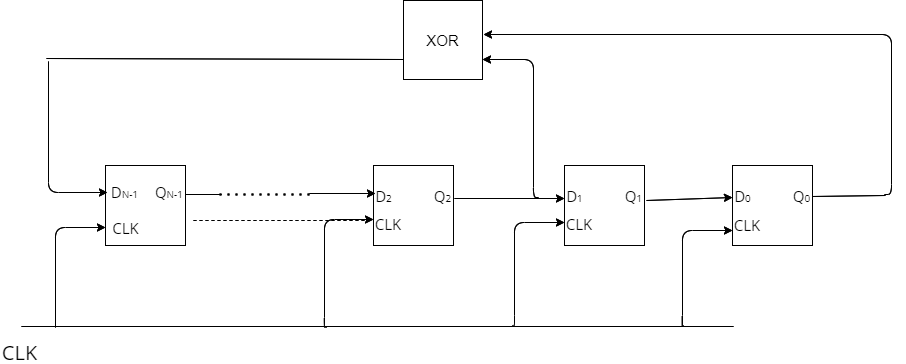 XOR
DN-1 QN-1
CLK
D2 Q2
CLK
D1 Q1
CLK
D0 Q0
CLK
CLK